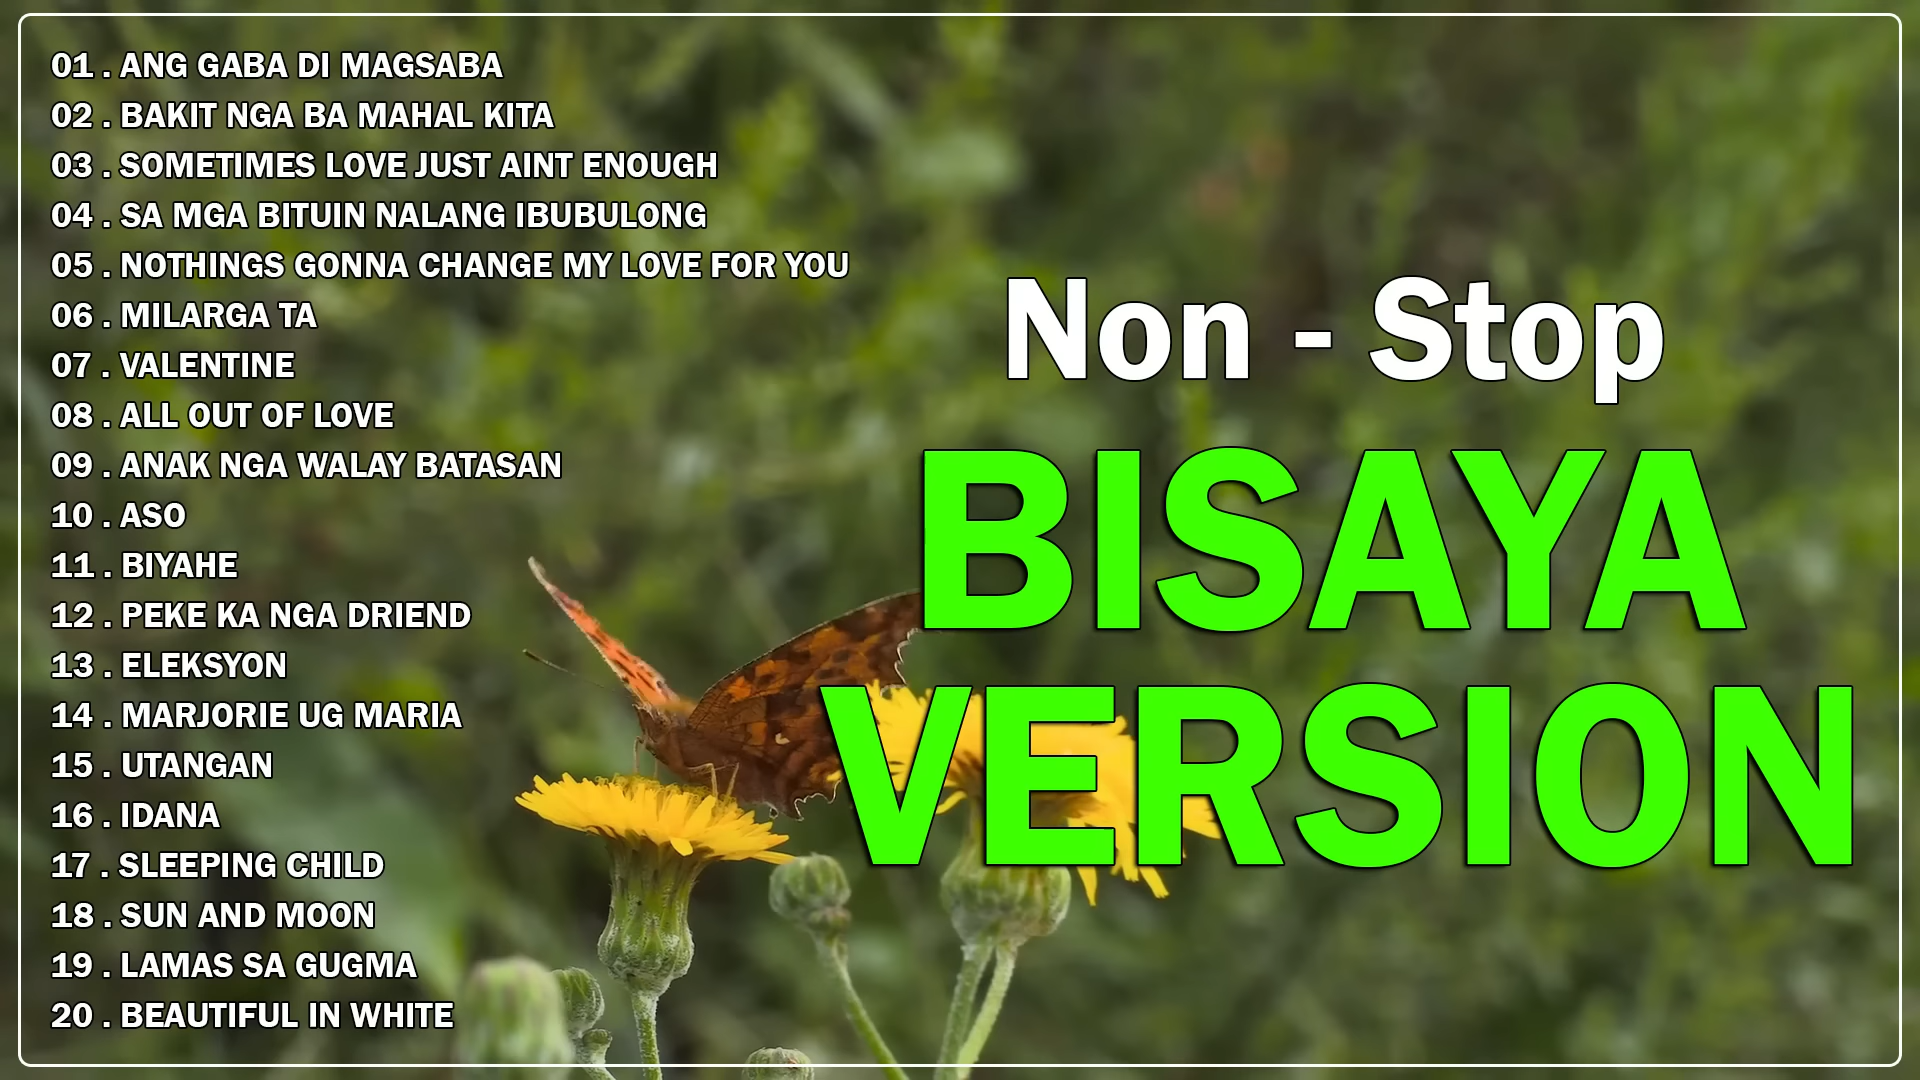 01 . ANG GABA DI MAGSABA
02 . BAKIT NGA BA MAHAL KITA
03 . SOMETIMES LOVE JUST AINT ENOUGH
04 . SA MGA BITUIN NALANG IBUBULONG
05 . NOTHINGS GONNA CHANGE MY LOVE FOR YOU
06 . MILARGA TA
07 . VALENTINE
08 . ALL OUT OF LOVE
09 . ANAK NGA WALAY BATASAN
10 . ASO
11 . BIYAHE
12 . PEKE KA NGA DRIEND
13 . ELEKSYON
14 . MARJORIE UG MARIA
15 . UTANGAN
16 . IDANA
17 . SLEEPING CHILD
18 . SUN AND MOON
19 . LAMAS SA GUGMA
20 . BEAUTIFUL IN WHITE
Non - Stop
BISAYA
VERSION